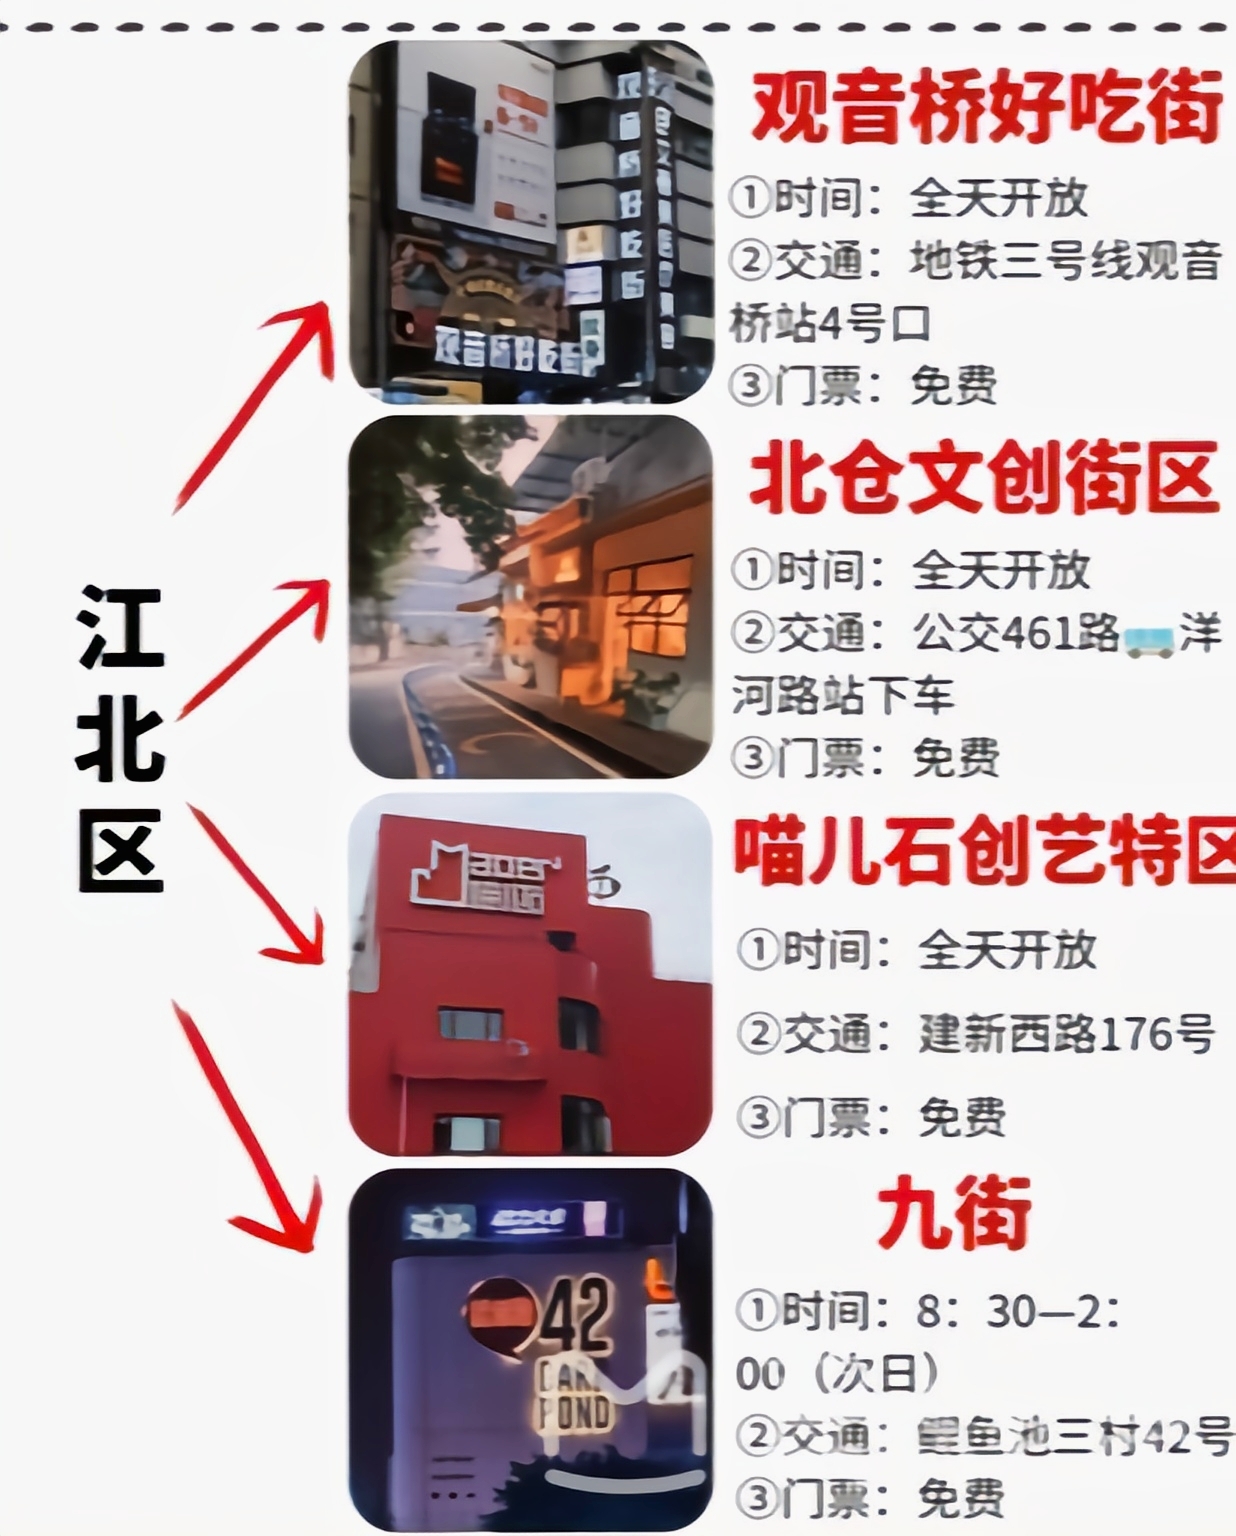 江北区
观音桥好吃街
①时间：全天开放
②交通：地铁三号线观音
桥站4号口
③门票：免费
观音桥好吃街
北仓文创街区
①时间：全天开放
②交通：公交461路🚌洋
河路站下车
③门票：免费
喵儿石创艺特区
①时间：全天开放
②交通：建新西路176号
③门票：免费
九街
①时间：8：30—2：
00（次日）
②交通：鲤鱼池三村42号
③门票：免费
42
POND